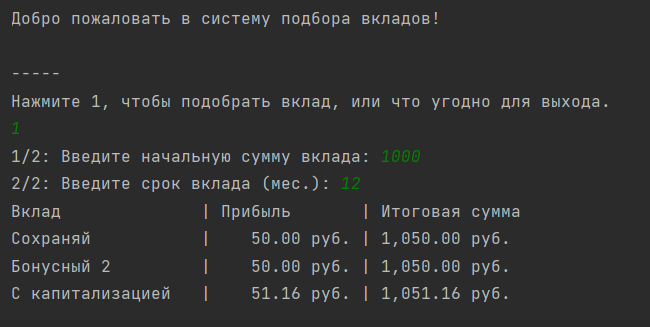 Добро пожаловать в систему подбора вкладов!
-----
Нажмите 1, чтобы подобрать вклад, или что угодно для выхода.
1
1/2: Введите начальную сумму вклада: 1000
2/2: Введите срок вклада (мес.): 12
Вклад              | Прибыль       | Итоговая сумма
Сохраняй           |    50.00 руб. | 1,050.00 руб.
Бонусный 2         |    50.00 руб. | 1,050.00 руб.
С капитализацией   |    51.16 руб. | 1,051.16 руб.